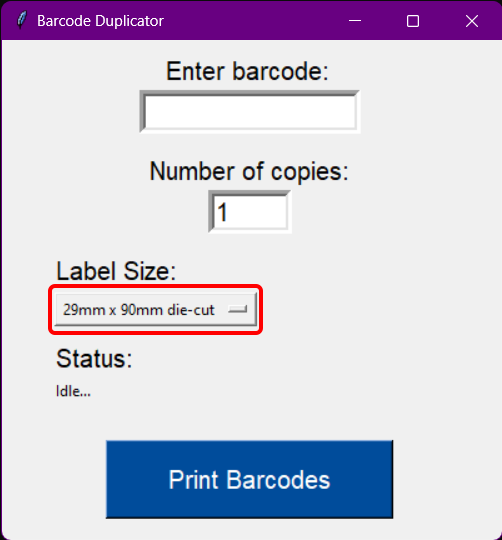 Barcode Duplicator
Enter barcode:
Number of copies:
1
Label Size:
29mm x 90mm die-cut
Status:
Idle...
Print Barcodes